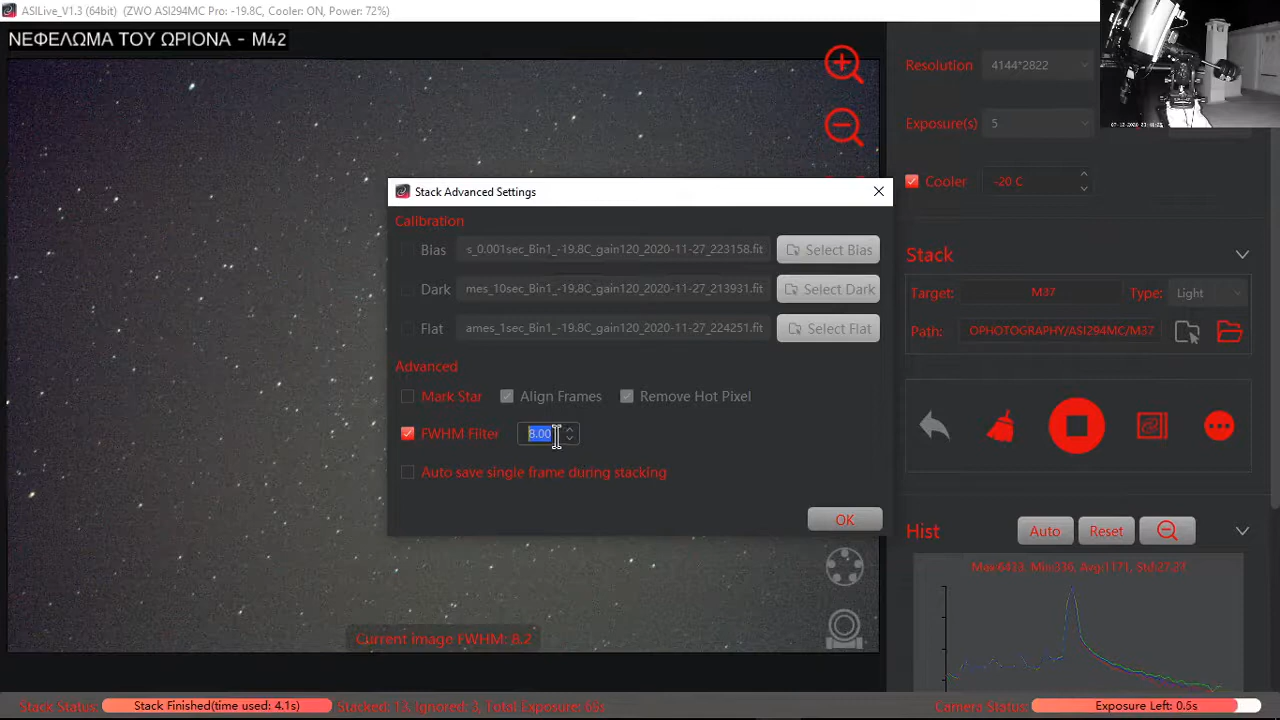 ASILive_V1.3 (64bit) (ZWO ASI294MC Pro: -19.8C, Cooler: ON, Power: 72%)
ΝΕΦΕΛΩΜΑ ΤΟΥ ΩΡΙΟΝΑ - M42
Resolution 4144*2822
Exposure(s) 5
Cooler -20 C
Stack Advanced Settings
Calibration
Bias s_0.001sec_Bin1_-19.8C_gain120_2020-11-27_223158.fit Select Bias
Dark mes_10sec_Bin1_-19.8C_gain120_2020-11-27_213931.fit Select Dark
Flat ames_1sec_Bin1_-19.8C_gain120_2020-11-27_224251.fit Select Flat
Advanced
Mark Star Align Frames Remove Hot Pixel
FWHM Filter 8.00
Auto save single frame during stacking
OK
Stack
Target: M37 Type: Light
Path: OPHOTOGRAPHY/ASI294MC/M37
Hist Auto Reset
Max:6433, Min:336, Avg:1171, Std:27.27
Current image FWHM: 8.2
Stack Status: Stack Finished(time used: 4.1s) Stacked: 13, Ignored: 3, Total Exposure: 65s
Camera Status: Exposure Left: 0.5s